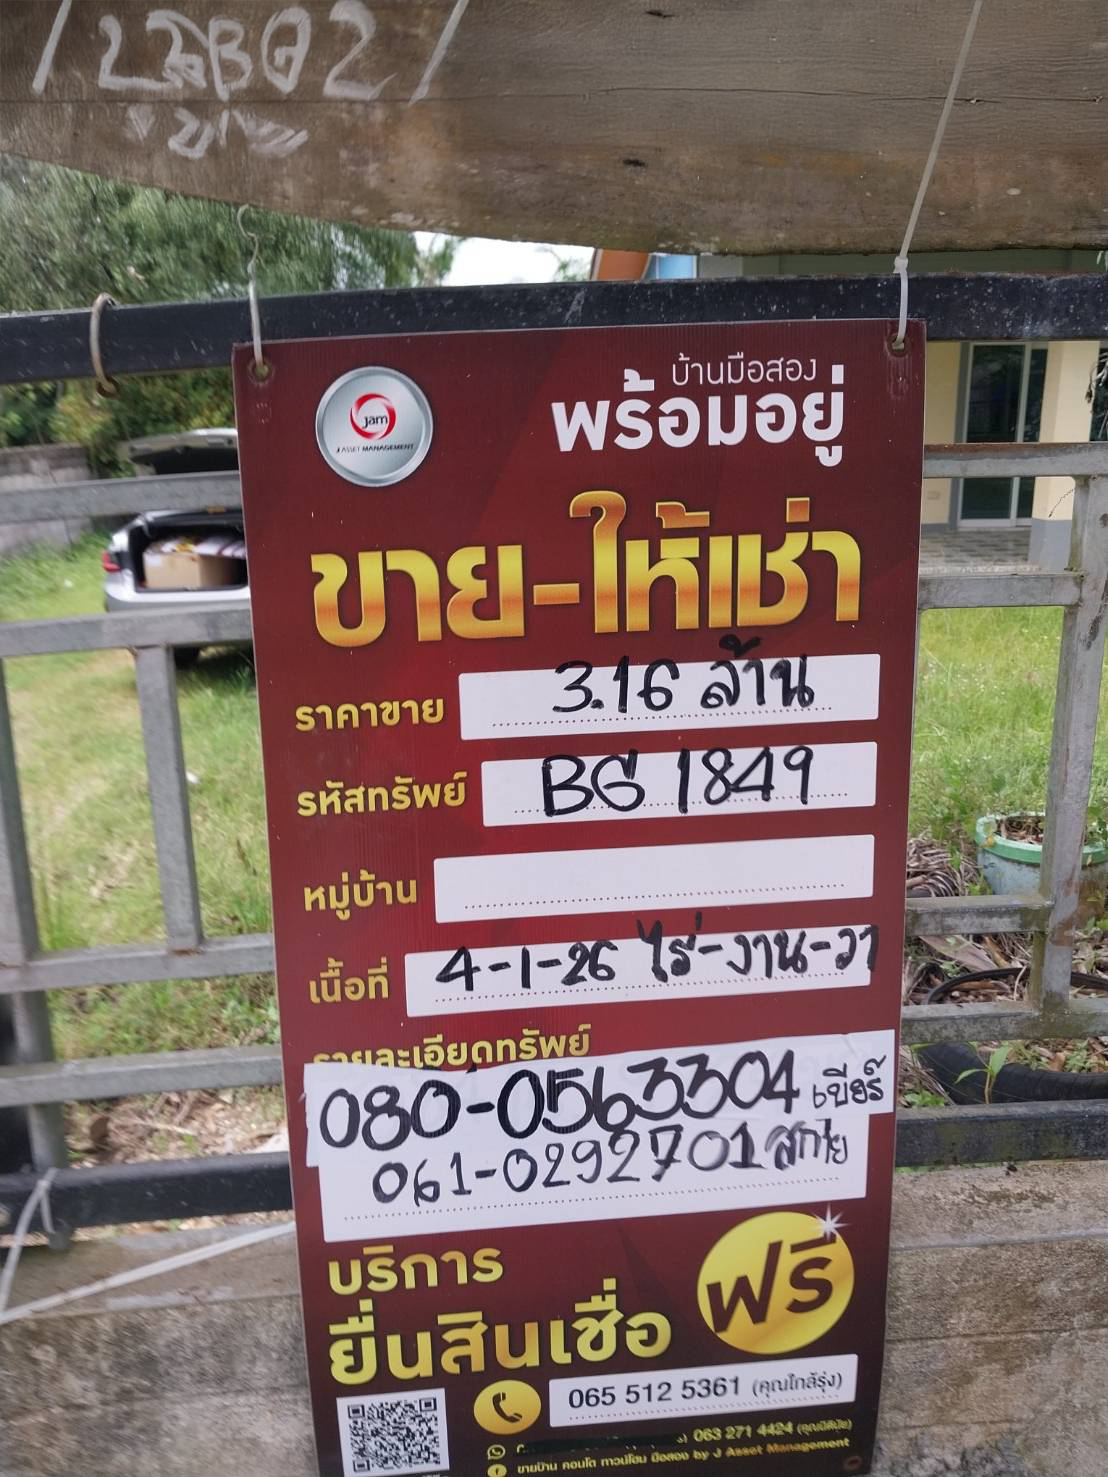 jam
J ASSET MANAGEMENT
บ้านมือสอง
พร้อมอยู่
ขาย-ให้เช่า
ราคาขาย 3.16 ล้าน
รหัสทรัพย์ BG 1849
หมู่บ้าน
เนื้อที่ 4-1-26 ไร่-งาน-วา
รายละเอียดทรัพย์
080-0563304 เบียร์
061-0292701 สกาย
บริการ
ยื่นสินเชื่อ
ฟรี
065 512 5361 (คุณใกล้รุ่ง)
063 271 4424
ขายบ้าน คอนโด ทาวน์โฮม มือสอง by J Asset Management